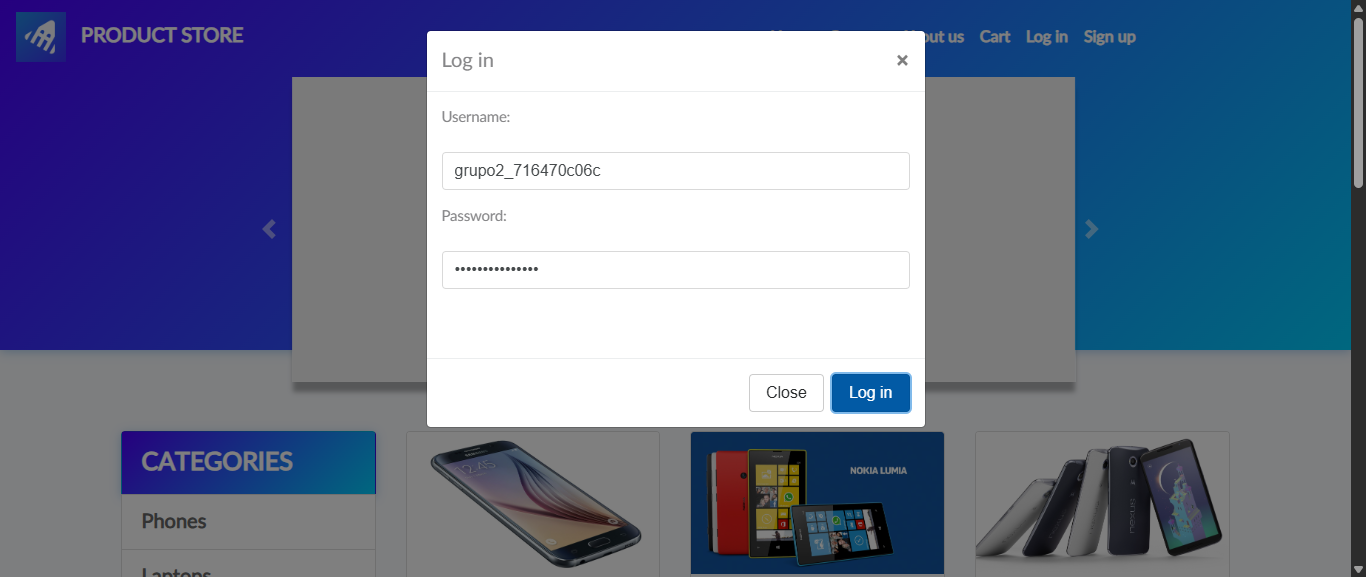 PRODUCT STORE
out us Cart Log in Sign up
Log in ×
Username:
grupo2_716470c06c
Password:
•••••••••••••••
Close Log in
CATEGORIES
NOKIA LUMIA
Phones
Laptops